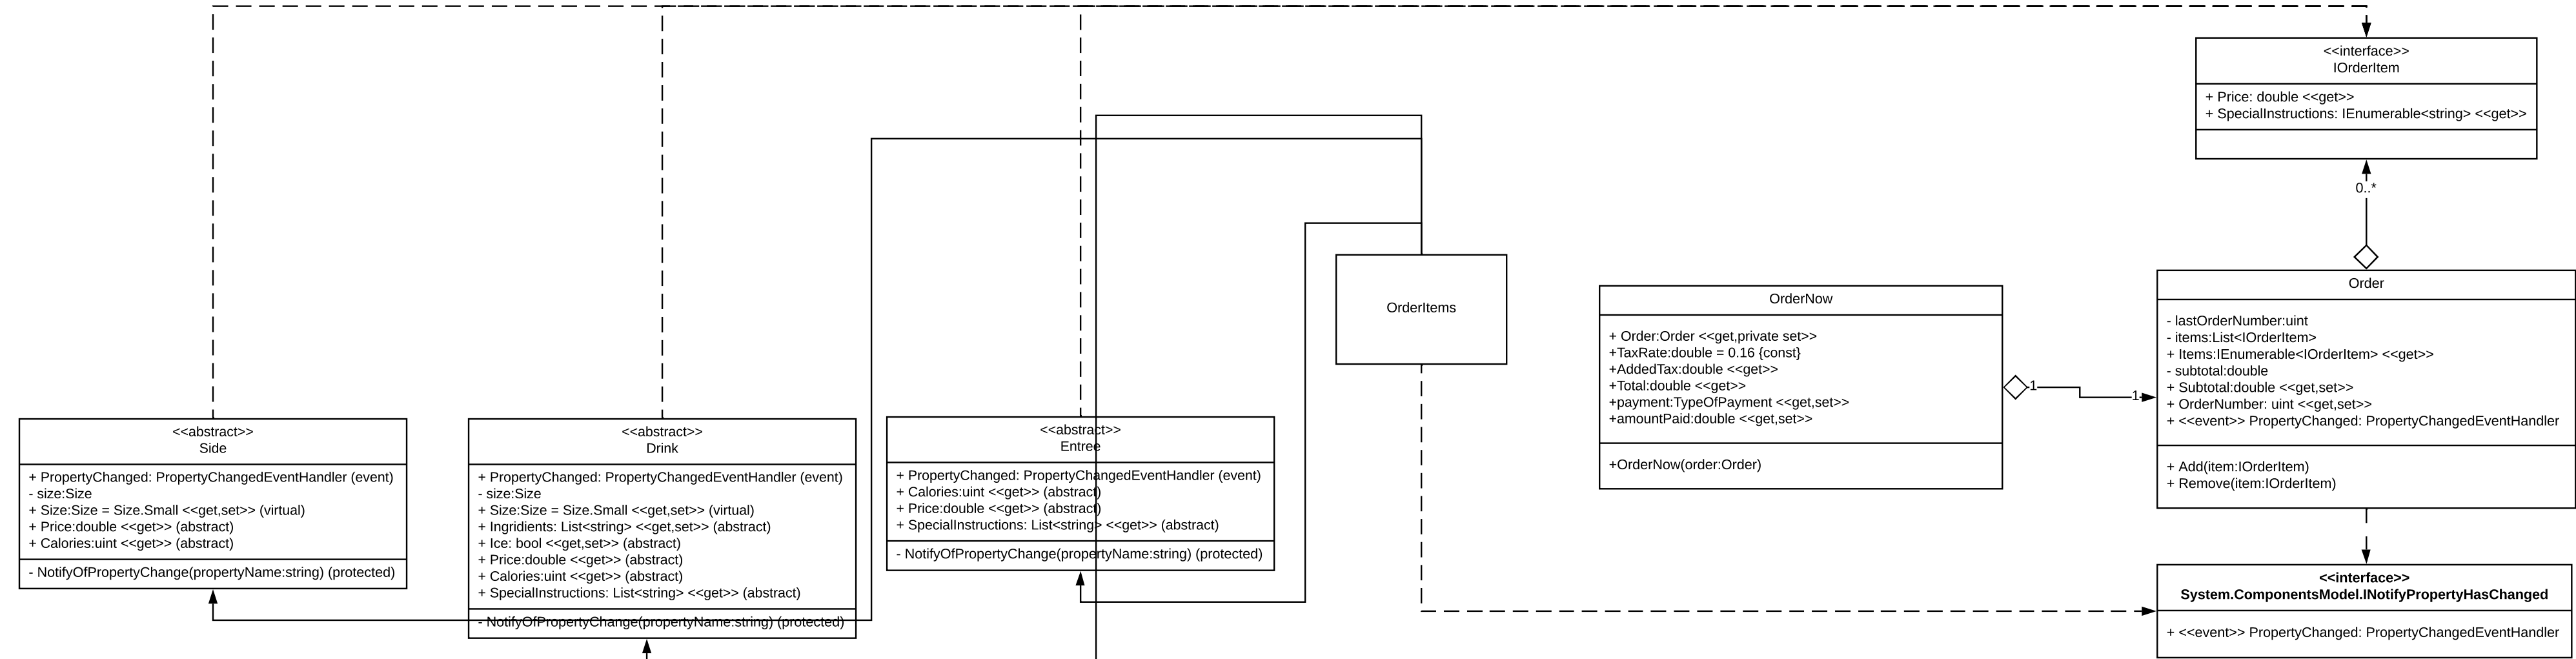 <<interface>>
IOrderItem
+ Price: double <<get>>
+ SpecialInstructions: IEnumerable<string> <<get>>
0..*
OrderItems
OrderNow
+ Order:Order <<get,private set>>
+TaxRate:double = 0.16 {const}
+AddedTax:double <<get>>
+Total:double <<get>>
+payment:TypeOfPayment <<get,set>>
+amountPaid:double <<get,set>>
+OrderNow(order:Order)
1
1
Order
- lastOrderNumber:uint
- items:List<IOrderItem>
+ Items:IEnumerable<IOrderItem> <<get>>
- subtotal:double
+ Subtotal:double <<get,set>>
+ OrderNumber: uint <<get,set>>
+ <<event>> PropertyChanged: PropertyChangedEventHandler
+ Add(item:IOrderItem)
+ Remove(item:IOrderItem)
<<abstract>>
Side
+ PropertyChanged: PropertyChangedEventHandler (event)
- size:Size
+ Size:Size = Size.Small <<get,set>> (virtual)
+ Price:double <<get>> (abstract)
+ Calories:uint <<get>> (abstract)
- NotifyOfPropertyChange(propertyName:string) (protected)
<<abstract>>
Drink
+ PropertyChanged: PropertyChangedEventHandler (event)
- size:Size
+ Size:Size = Size.Small <<get,set>> (virtual)
+ Ingridients: List<string> <<get,set>> (abstract)
+ Ice: bool <<get,set>> (abstract)
+ Price:double <<get>> (abstract)
+ Calories:uint <<get>> (abstract)
+ SpecialInstructions: List<string> <<get>> (abstract)
- NotifyOfPropertyChange(propertyName:string) (protected)
<<abstract>>
Entree
+ PropertyChanged: PropertyChangedEventHandler (event)
+ Calories:uint <<get>> (abstract)
+ Price:double <<get>> (abstract)
+ SpecialInstructions: List<string> <<get>> (abstract)
- NotifyOfPropertyChange(propertyName:string) (protected)
<<interface>>
System.ComponentsModel.INotifyPropertyHasChanged
+ <<event>> PropertyChanged: PropertyChangedEventHandler